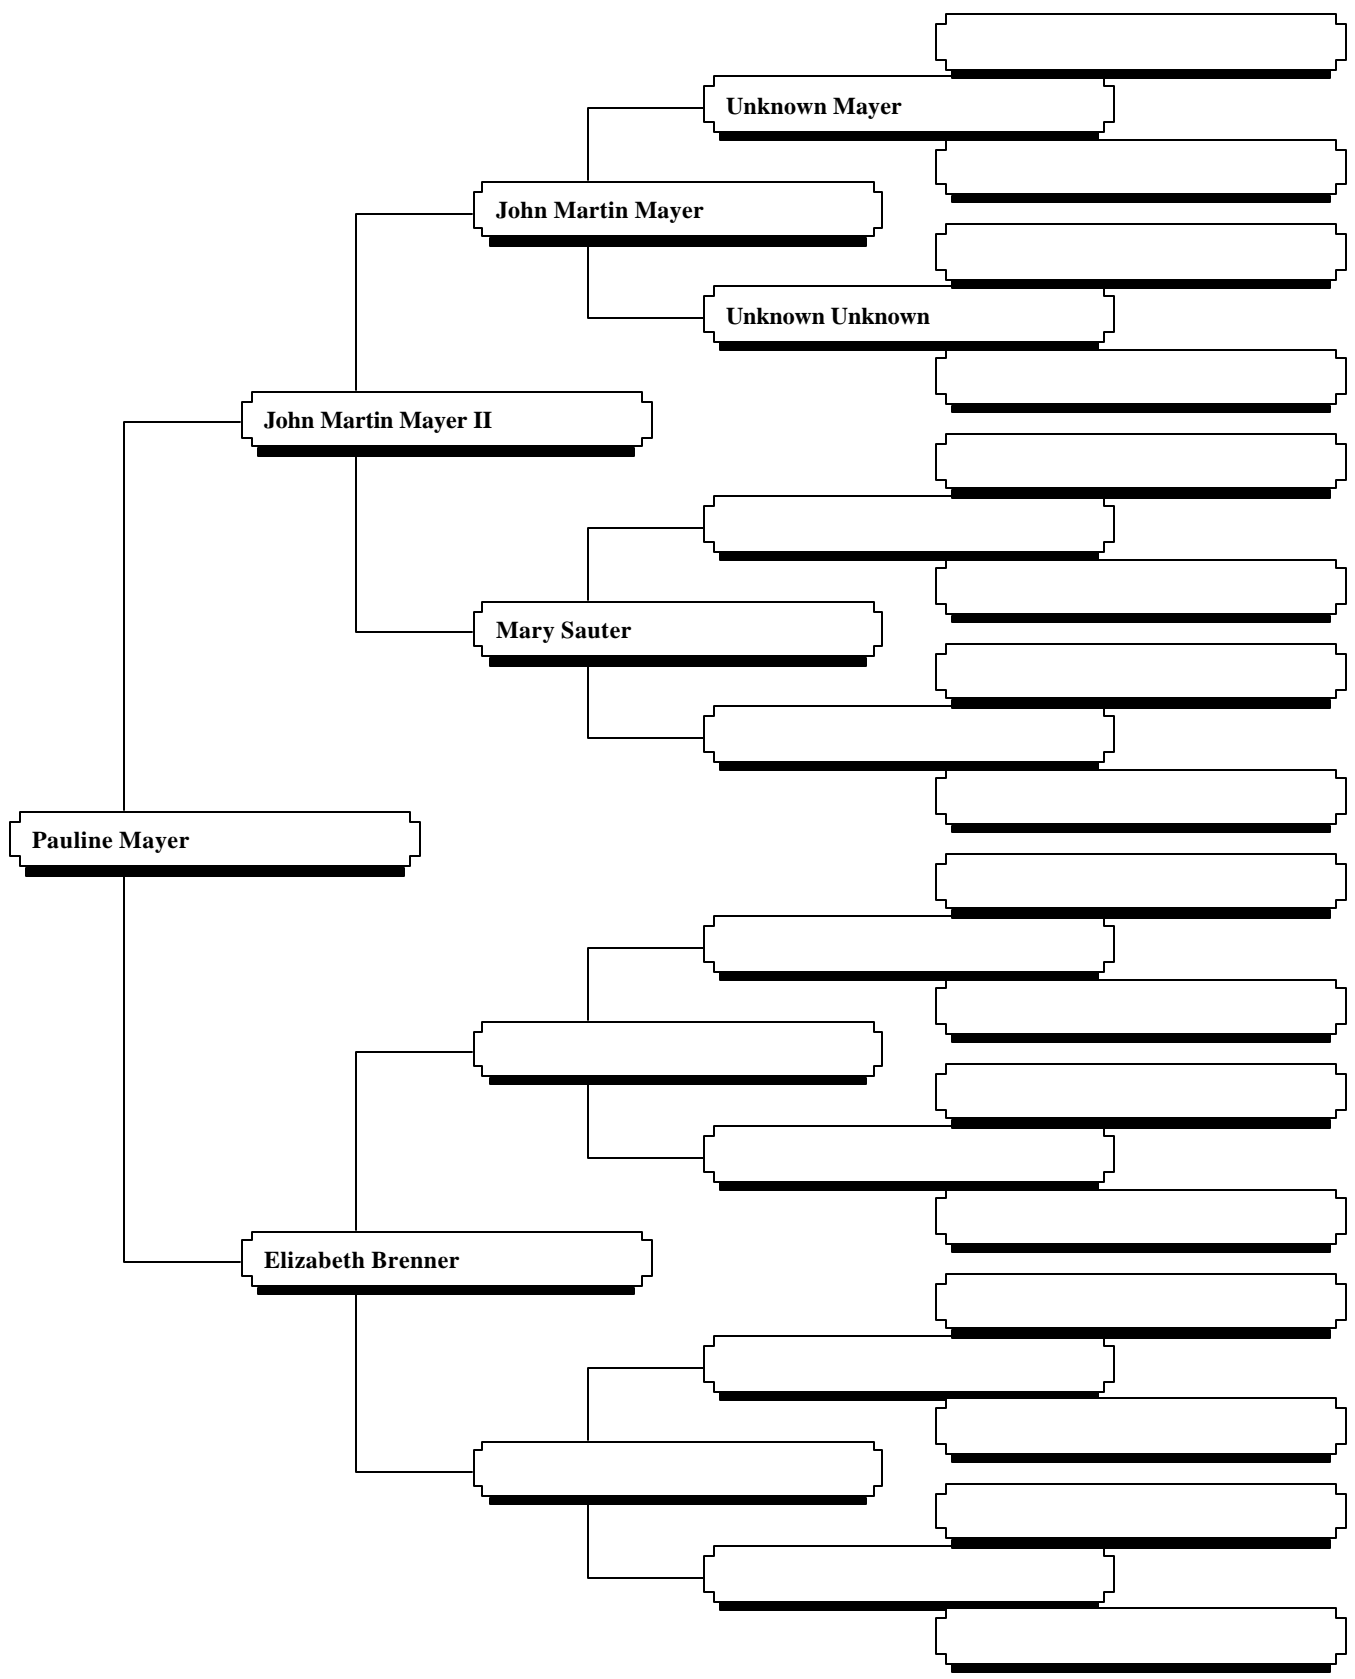 Unknown Mayer
John Martin Mayer
Unknown Unknown
John Martin Mayer II
Mary Sauter
Pauline Mayer
Elizabeth Brenner